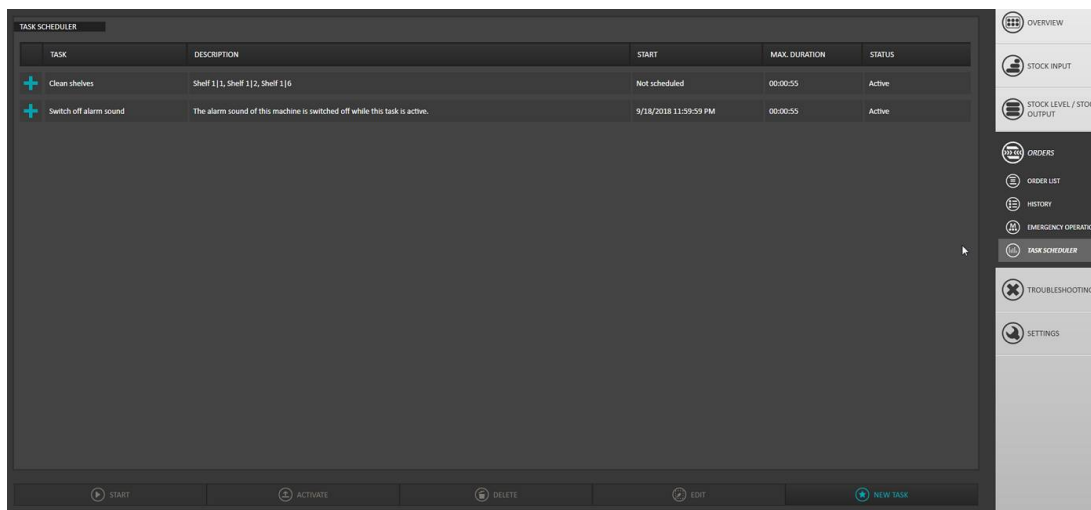 TASK SCHEDULER
TASK DESCRIPTION START MAX. DURATION STATUS
Clean shelves Shelf 1|1, Shelf 1|2, Shelf 1|6 Not scheduled 00:00:55 Active
Switch off alarm sound The alarm sound of this machine is switched off while this task is active. 9/18/2018 11:59:59 PM 00:00:55 Active
START ACTIVATE DELETE EDIT NEW TASK
OVERVIEW
STOCK INPUT
STOCK LEVEL / STO
OUTPUT
ORDERS
ORDER LIST
HISTORY
EMERGENCY OPERATIO
TASK SCHEDULER
TROUBLESHOOTING
SETTINGS